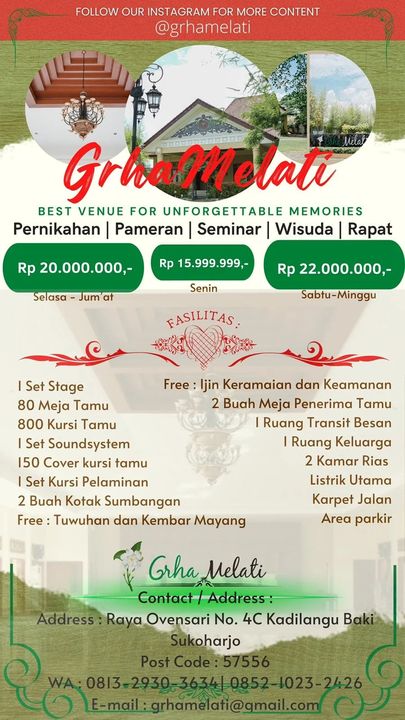 FOLLOW OUR INSTAGRAM FOR MORE CONTENT
@grhamelati
GrhaMelati
BEST VENUE FOR UNFORGETTABLE MEMORIES
Pernikahan | Pameran | Seminar | Wisuda | Rapat
Rp 20.000.000,-
Selasa - Jum'at
Rp 15.999.999,-
Senin
Rp 22.000.000,-
Sabtu-Minggu
FASILITAS :
1 Set Stage
80 Meja Tamu
800 Kursi Tamu
1 Set Soundsystem
150 Cover kursi tamu
1 Set Kursi Pelaminan
2 Buah Kotak Sumbangan
Free : Tuwuhan dan Kembar Mayang
Free : Ijin Keramaian dan Keamanan
2 Buah Meja Penerima Tamu
1 Ruang Transit Besan
1 Ruang Keluarga
2 Kamar Rias
Listrik Utama
Karpet Jalan
Area parkir
Grha Melati
Contact / Address :
Address : Raya Ovensari No. 4C Kadilangu Baki
Sukoharjo
Post Code : 57556
WA : 0813-2930-3634| 0852-1023-2426
E-mail : grhamelati@gmail.com